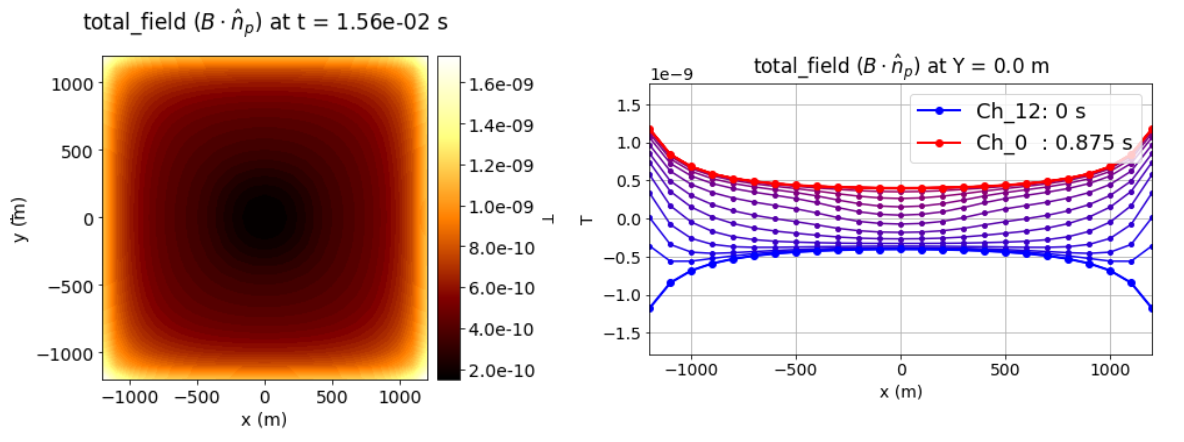 total_field (B · n̂_p) at t = 1.56e-02 s
1000
500
0
−500
−1000
y (m)
−1000
−500
0
500
1000
x (m)
1.6e-09
1.4e-09
1.2e-09
1.0e-09
8.0e-10
6.0e-10
4.0e-10
2.0e-10
T
total_field (B · n̂_p) at Y = 0.0 m
1e−9
1.5
1.0
0.5
0.0
−0.5
−1.0
−1.5
T
Ch_12: 0 s
Ch_0 : 0.875 s
−1000
−500
0
500
1000
x (m)